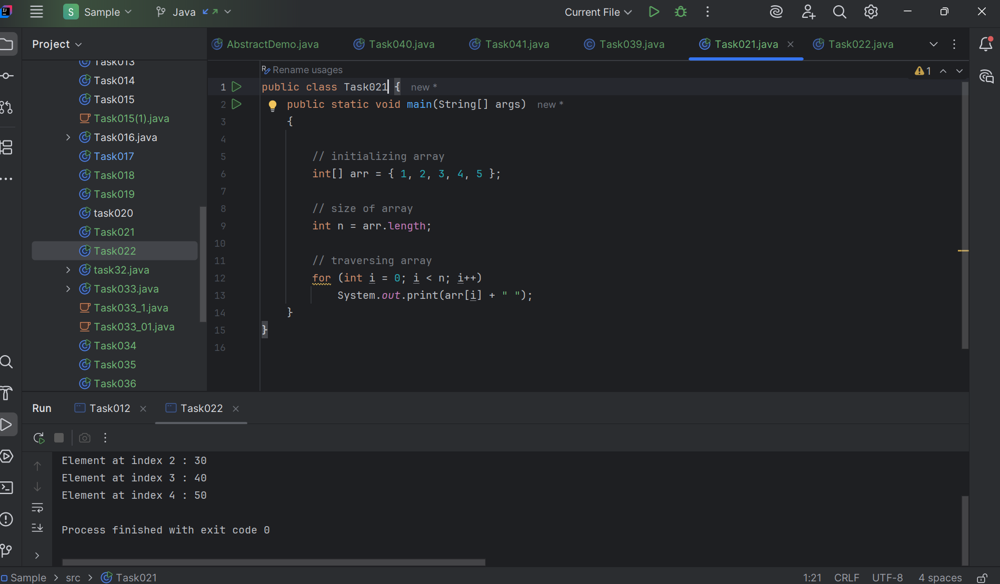 S Sample Java Current File
Project
AbstractDemo.java Task040.java Task041.java Task039.java Task021.java Task022.java
Task013
Task014
Task015
Task015(1).java
Task016.java
Task017
Task018
Task019
task020
Task021
Task022
task32.java
Task033.java
Task033_1.java
Task033_01.java
Task034
Task035
Task036
Rename usages
1
1 public class Task021 { new *
2 public static void main(String[] args) new *
3 {
4
5 // initializing array
6 int[] arr = { 1, 2, 3, 4, 5 };
7
8 // size of array
9 int n = arr.length;
10
11 // traversing array
12 for (int i = 0; i < n; i++)
13 System.out.print(arr[i] + " ");
14 }
15 }
16
Run Task012 Task022
Element at index 2 : 30
Element at index 3 : 40
Element at index 4 : 50
Process finished with exit code 0
Sample > src > Task021 1:21 CRLF UTF-8 4 spaces